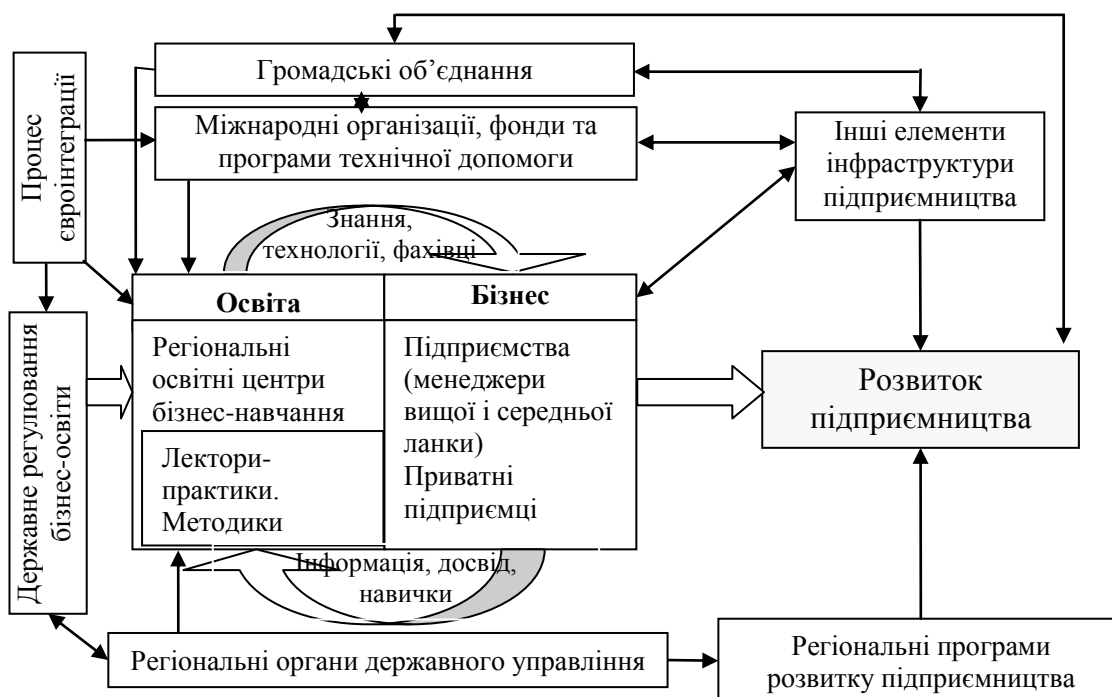 Громадські об’єднання
Процес
євроінтеграції
Міжнародні організації, фонди та
програми технічної допомоги
Інші елементи
інфраструктури
підприємництва
Знання,
технології, фахівці
Освіта
Бізнес
Державне регулювання
бізнес-освіти
Регіональні
освітні центри
бізнес-навчання
Лектори-
практики.
Методики
Підприємства
(менеджери
вищої і середньої
ланки)
Приватні
підприємці
Розвиток
підприємництва
Інформація, досвід,
навички
Регіональні органи державного управління
Регіональні програми
розвитку підприємництва